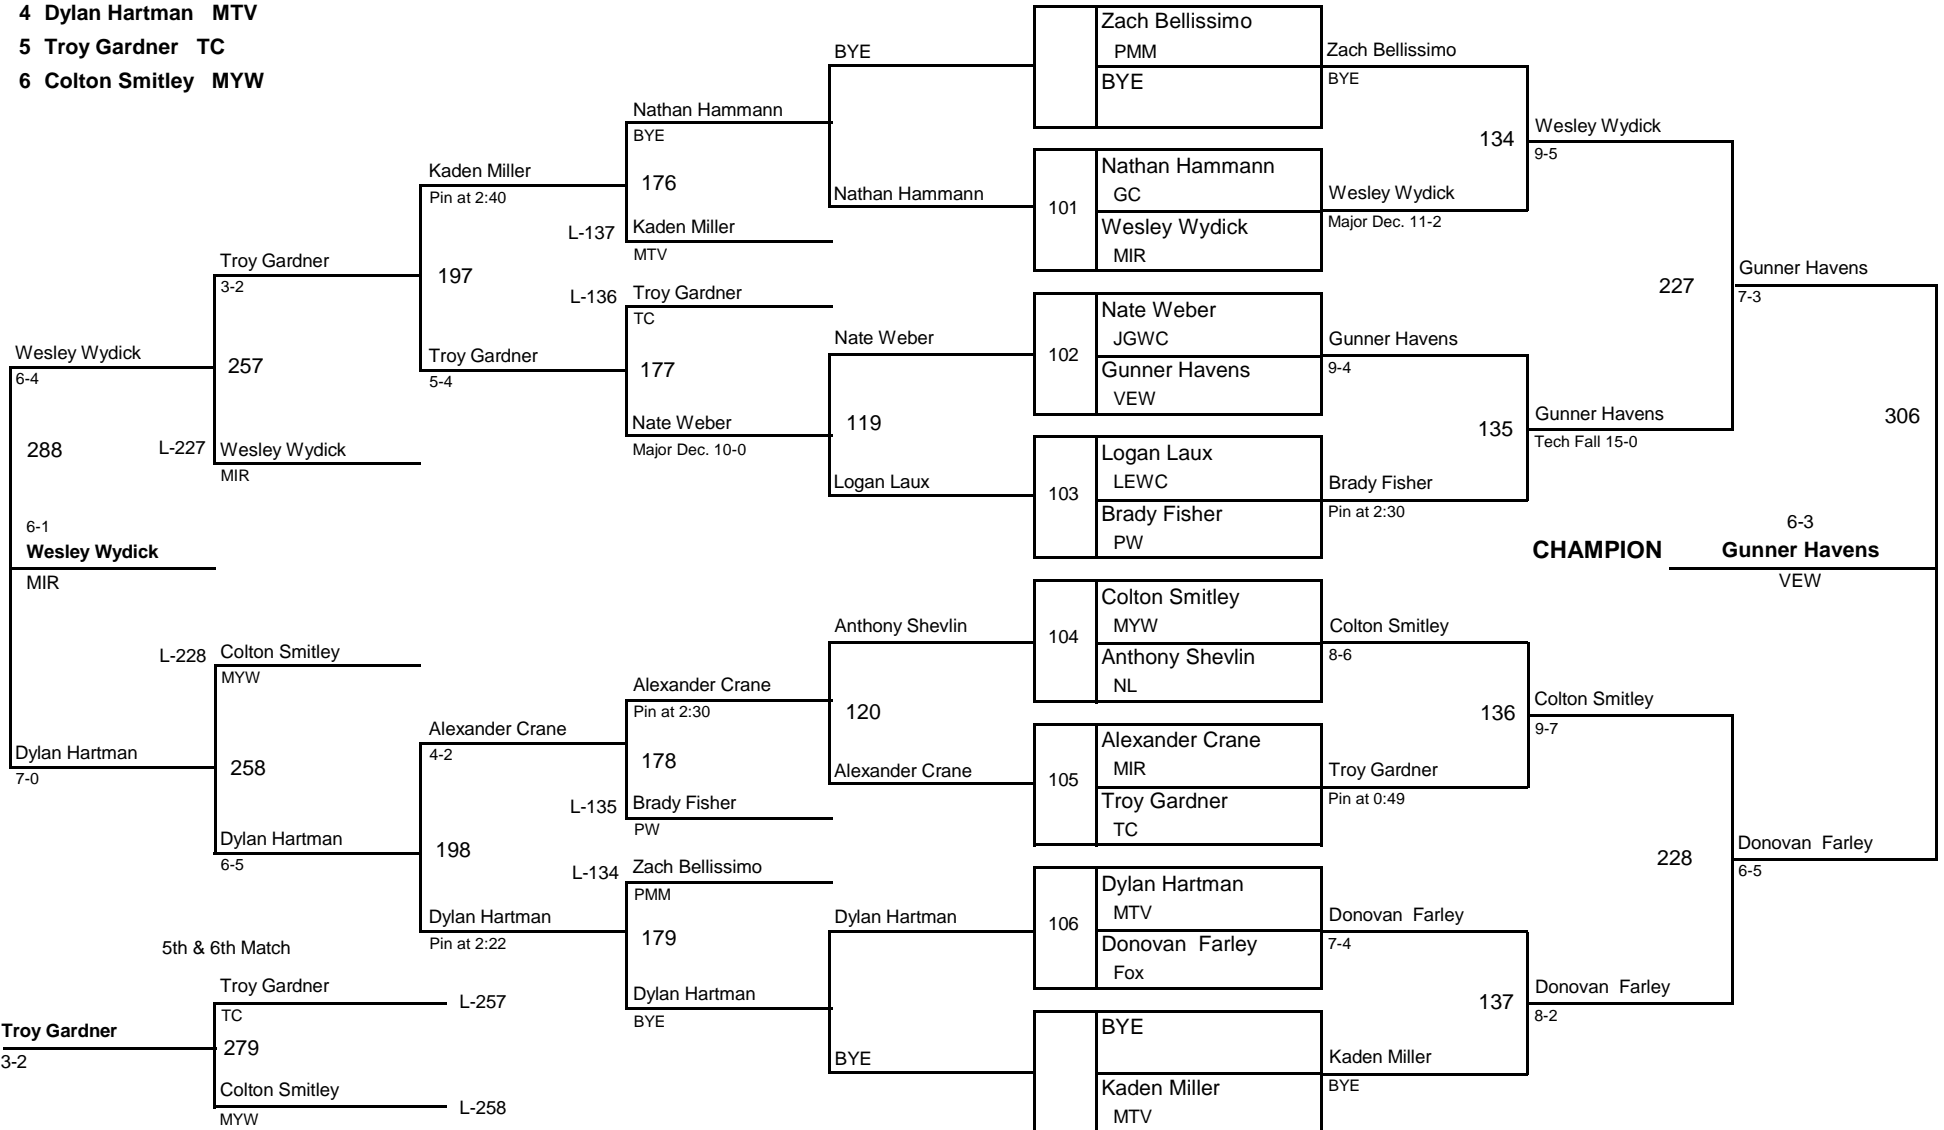 4 Dylan Hartman MTV
5 Troy Gardner TC
6 Colton Smitley MYW
Wesley Wydick
6-4
288
6-1
Wesley Wydick
MIR
Dylan Hartman
7-0
Troy Gardner
3-2
257
L-227
Wesley Wydick
MIR
L-228
Colton Smitley
MYW
258
Dylan Hartman
6-5
5th & 6th Match
Troy Gardner
L-257
TC
Troy Gardner
3-2
279
Colton Smitley
L-258
MYW
Kaden Miller
Pin at 2:40
197
Troy Gardner
5-4
Alexander Crane
4-2
198
Dylan Hartman
Pin at 2:22
Nathan Hammann
BYE
176
L-137
Kaden Miller
MTV
L-136
Troy Gardner
TC
177
Nate Weber
Major Dec. 10-0
Alexander Crane
Pin at 2:30
178
L-135
Brady Fisher
PW
L-134
Zach Bellissimo
PMM
179
Dylan Hartman
BYE
BYE
Nathan Hammann
Nate Weber
119
Logan Laux
Anthony Shevlin
120
Alexander Crane
Dylan Hartman
BYE
Zach Bellissimo
PMM
BYE
101
Nathan Hammann
GC
Wesley Wydick
MIR
102
Nate Weber
JGWC
Gunner Havens
VEW
103
Logan Laux
LEWC
Brady Fisher
PW
104
Colton Smitley
MYW
Anthony Shevlin
NL
105
Alexander Crane
MIR
Troy Gardner
TC
106
Dylan Hartman
MTV
Donovan Farley
Fox
BYE
Kaden Miller
MTV
Zach Bellissimo
BYE
134
Wesley Wydick
Major Dec. 11-2
Gunner Havens
9-4
135
Brady Fisher
Pin at 2:30
Colton Smitley
8-6
136
Troy Gardner
Pin at 0:49
Donovan Farley
7-4
137
Kaden Miller
BYE
Wesley Wydick
9-5
227
Gunner Havens
Tech Fall 15-0
Colton Smitley
9-7
228
Donovan Farley
8-2
Gunner Havens
7-3
306
6-3
CHAMPION
Gunner Havens
VEW
Donovan Farley
6-5